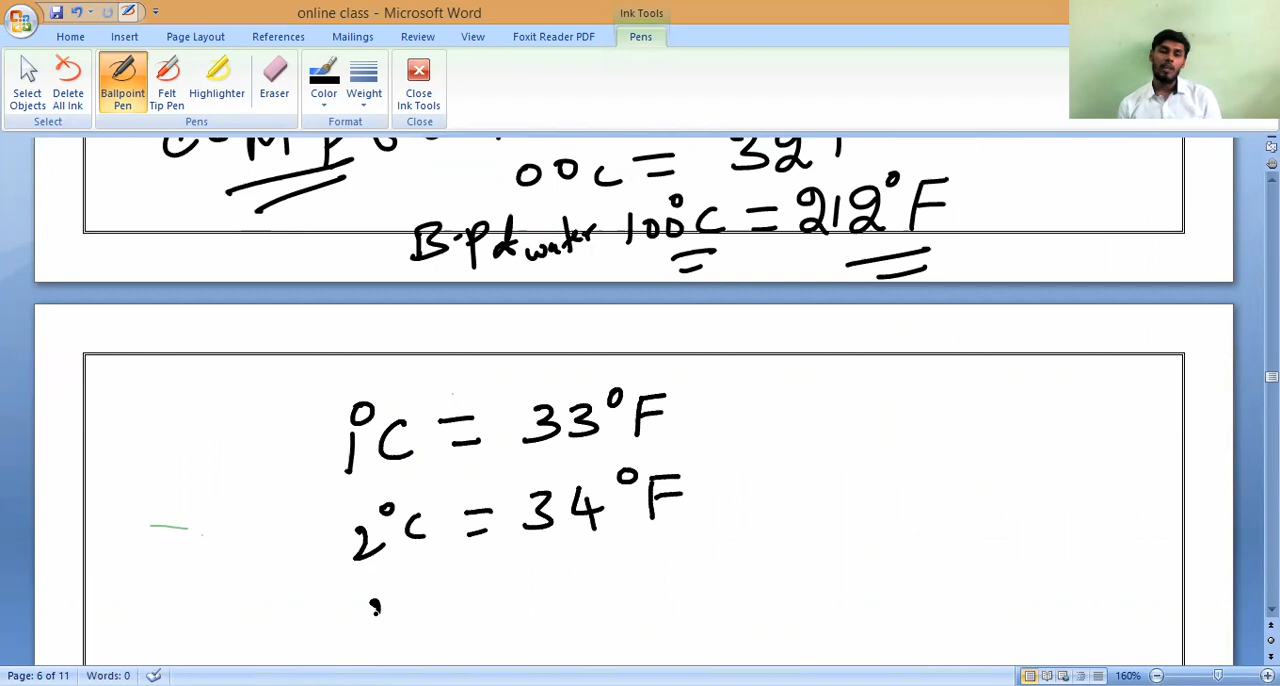 online class - Microsoft Word
Ink Tools
Home Insert Page Layout References Mailings Review View Foxit Reader PDF Pens
Select Objects
Delete All Ink
Ballpoint Pen
Felt Tip Pen
Highlighter
Eraser
Color
Weight
Close Ink Tools
Select Pens Format Close
00C = 32
B.p of water 100°C = 212°F
1°C = 33°F
2°C = 34°F
Page: 6 of 11 Words: 0 160%